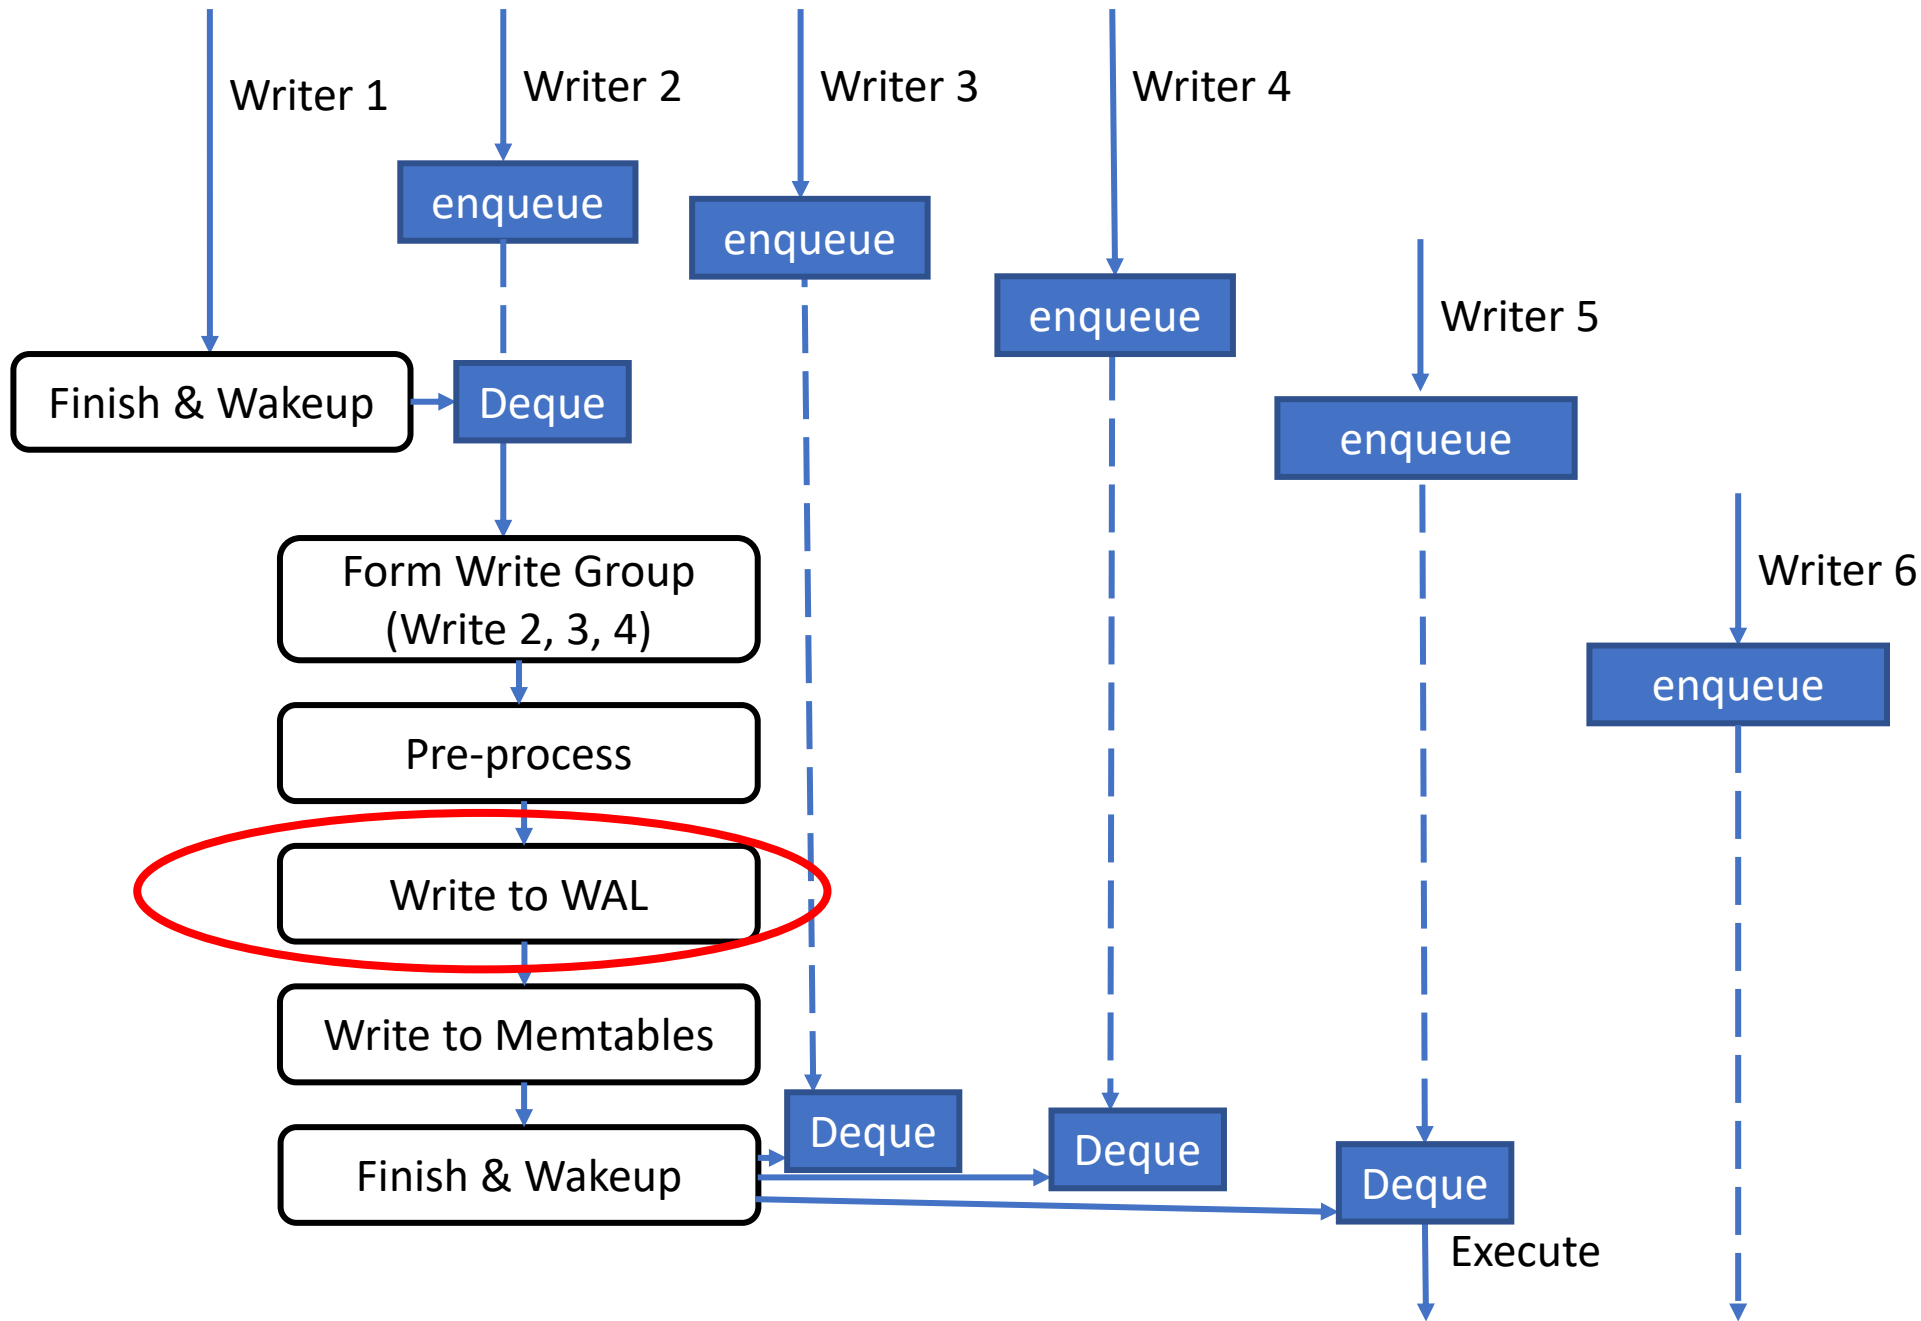 Writer 1
Writer 2
Writer 3
Writer 4
enqueue
enqueue
enqueue
Writer 5
Finish & Wakeup
Deque
enqueue
Form Write Group
(Write 2, 3, 4)
Writer 6
enqueue
Pre-process
Write to WAL
Write to Memtables
Finish & Wakeup
Deque
Deque
Deque
Execute